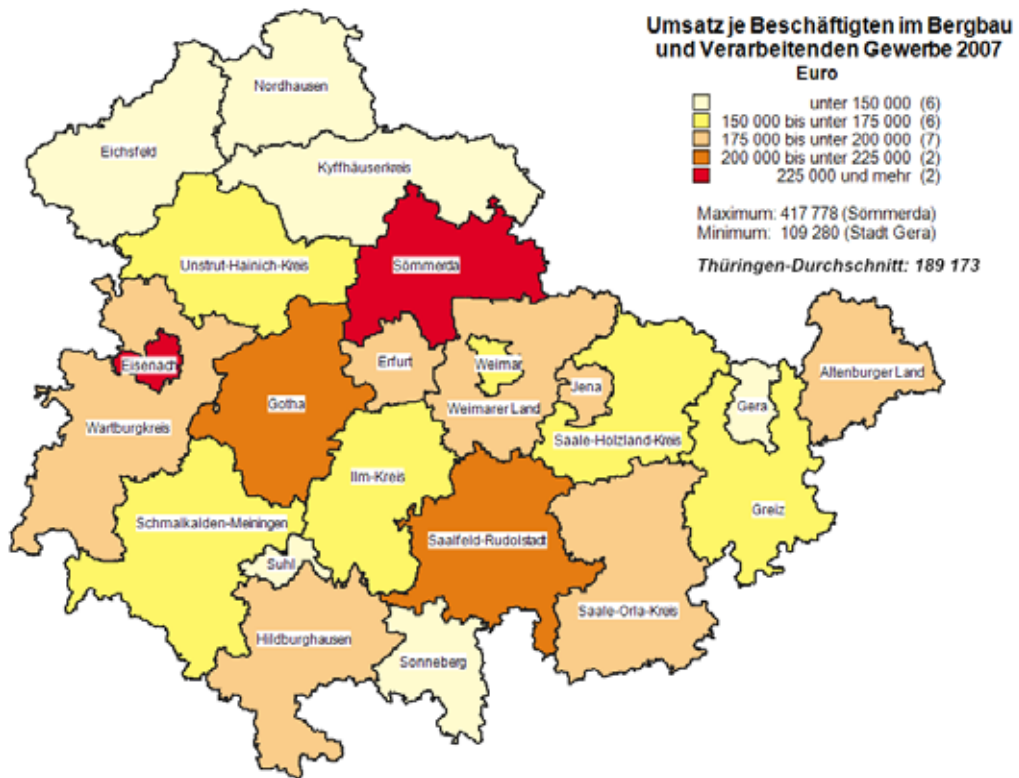 Umsatz je Beschäftigten im Bergbau
und Verarbeitenden Gewerbe 2007
Euro
unter 150 000 (6)
150 000 bis unter 175 000 (6)
175 000 bis unter 200 000 (7)
200 000 bis unter 225 000 (2)
225 000 und mehr (2)
Maximum: 417 778 (Sömmerda)
Minimum: 109 280 (Stadt Gera)
Thüringen-Durchschnitt: 189 173
Nordhausen
Eichsfeld
Kyffhäuserkreis
Unstrut-Hainich-Kreis
Sömmerda
Eisenach
Erfurt
Weimar
Jena
Altenburger Land
Gotha
Weimarer Land
Gera
Wartburgkreis
Saale-Holzland-Kreis
Ilm-Kreis
Greiz
Schmalkalden-Meiningen
Saalfeld-Rudolstadt
Suhl
Saale-Orla-Kreis
Hildburghausen
Sonneberg